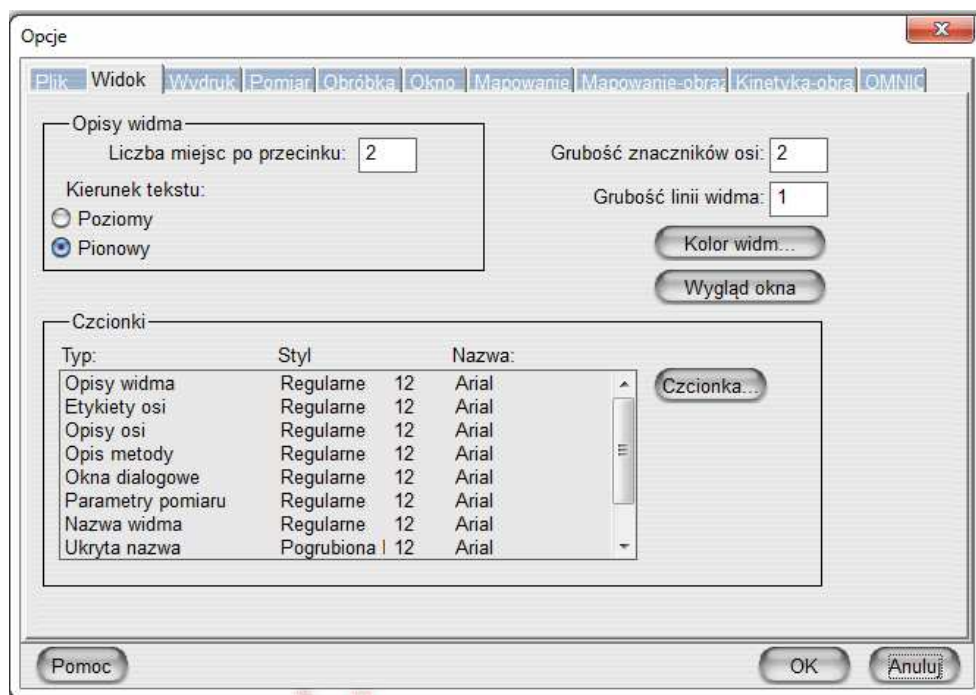 Opcje
Plik Widok Wydruk Pomiar Obróbka Okno Mapowanie Mapowanie-obraz Kinetyka-obra OMNIC
Opisy widma
Liczba miejsc po przecinku: 2
Kierunek tekstu:
Poziomy
Pionowy
Grubość znaczników osi: 2
Grubość linii widma: 1
Kolor widm...
Wygląd okna
Czcionki
Typ: Styl Nazwa:
Opisy widma Regularne 12 Arial
Etykiety osi Regularne 12 Arial
Opisy osi Regularne 12 Arial
Opis metody Regularne 12 Arial
Okna dialogowe Regularne 12 Arial
Parametry pomiaru Regularne 12 Arial
Nazwa widma Regularne 12 Arial
Ukryta nazwa Pogrubiona 12 Arial
Czcionka...
Pomoc OK Anuluj